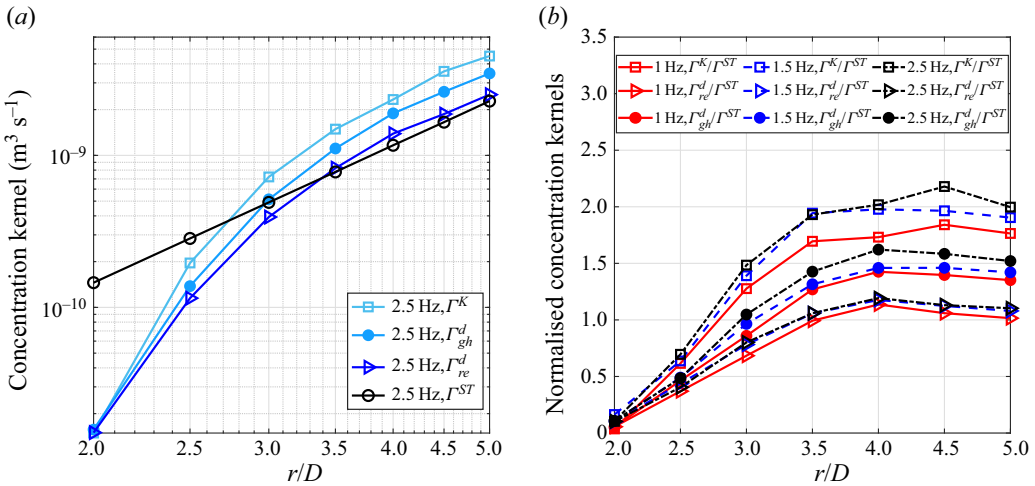 (a)
Concentration kernel (m³ s⁻¹)
10⁻⁹
10⁻¹⁰
2.5 Hz, Γᴷ
2.5 Hz, Γ^d_gh
2.5 Hz, Γ^d_re
2.5 Hz, Γ^ST
2.0 2.5 3.0 3.5 4.0 4.5 5.0
r/D
(b)
Normalised concentration kernels
3.5
3.0
2.5
2.0
1.5
1.0
0.5
0
1 Hz, Γ^K/Γ^ST 1.5 Hz, Γ^K/Γ^ST 2.5 Hz, Γ^K/Γ^ST
1 Hz, Γ^d_re/Γ^ST 1.5 Hz, Γ^d_re/Γ^ST 2.5 Hz, Γ^d_re/Γ^ST
1 Hz, Γ^d_gh/Γ^ST 1.5 Hz, Γ^d_gh/Γ^ST 2.5 Hz, Γ^d_gh/Γ^ST
2.0 2.5 3.0 3.5 4.0 4.5 5.0
r/D